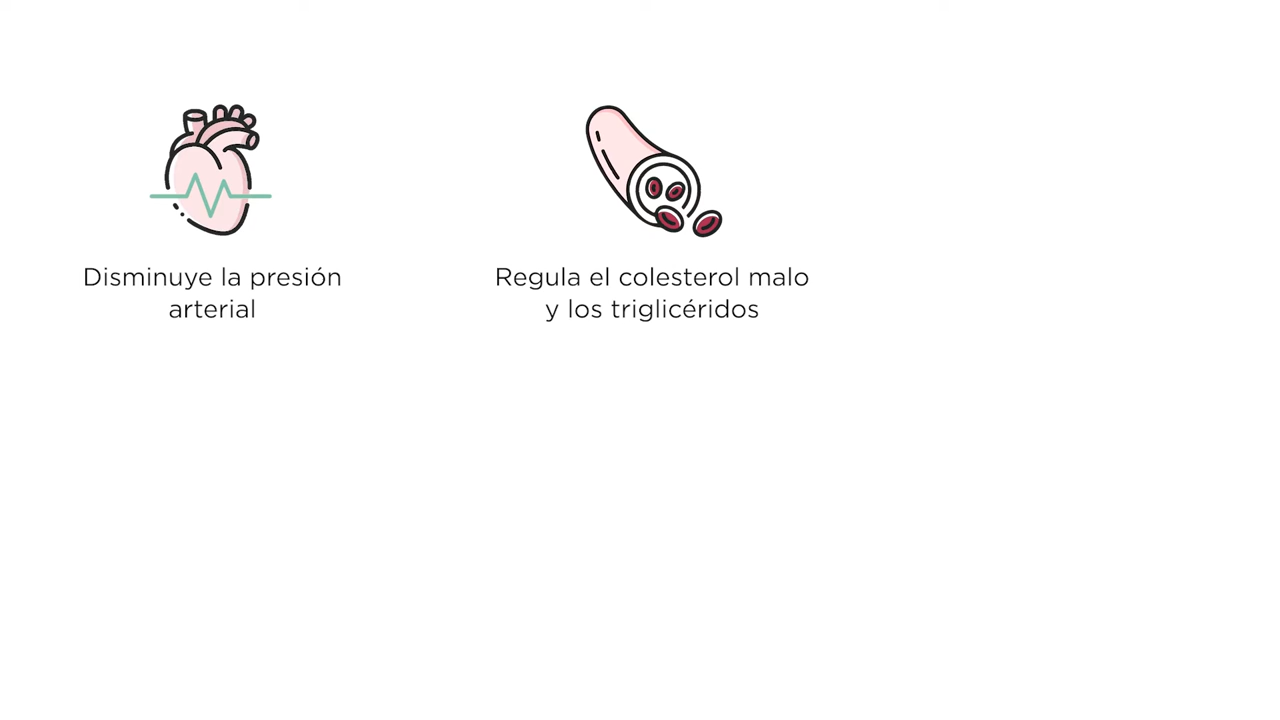 Disminuye la presión
arterial
Regula el colesterol malo
y los triglicéridos